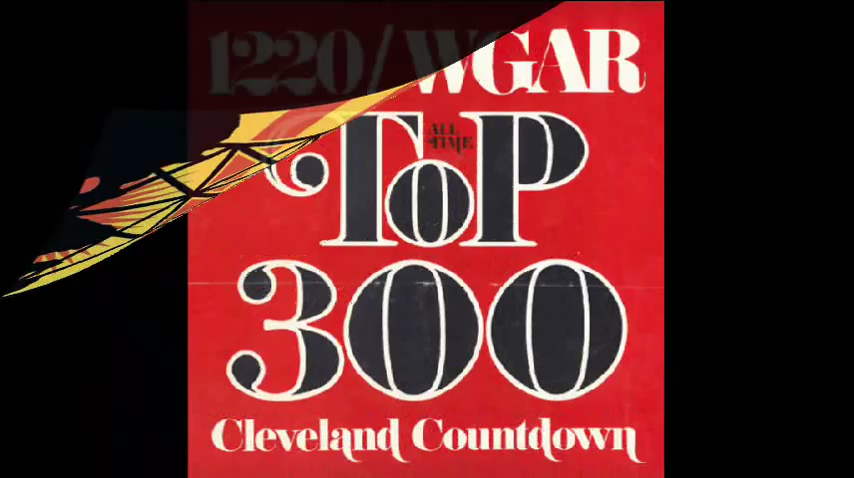 1220/WGAR
ToP
ALL
TIME
300
Cleveland Countdown